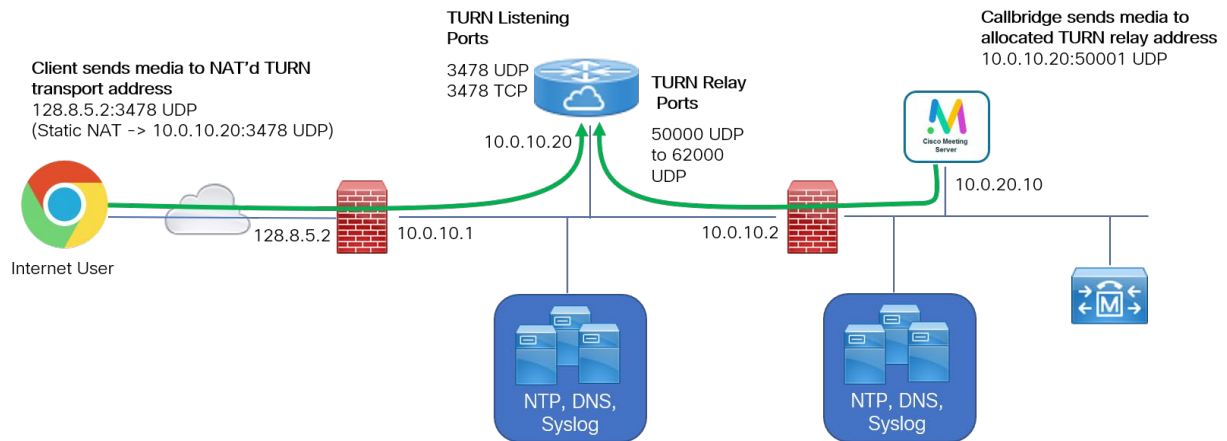 Client sends media to NAT'd TURN
transport address
128.8.5.2:3478 UDP
(Static NAT -> 10.0.10.20:3478 UDP)
TURN Listening
Ports
3478 UDP
3478 TCP
10.0.10.20
TURN Relay
Ports
50000 UDP
to 62000
UDP
Callbridge sends media to
allocated TURN relay address
10.0.10.20:50001 UDP
Cisco Meeting
Server
10.0.20.10
Internet User
128.8.5.2
10.0.10.1
10.0.10.2
M
NTP, DNS,
Syslog
NTP, DNS,
Syslog